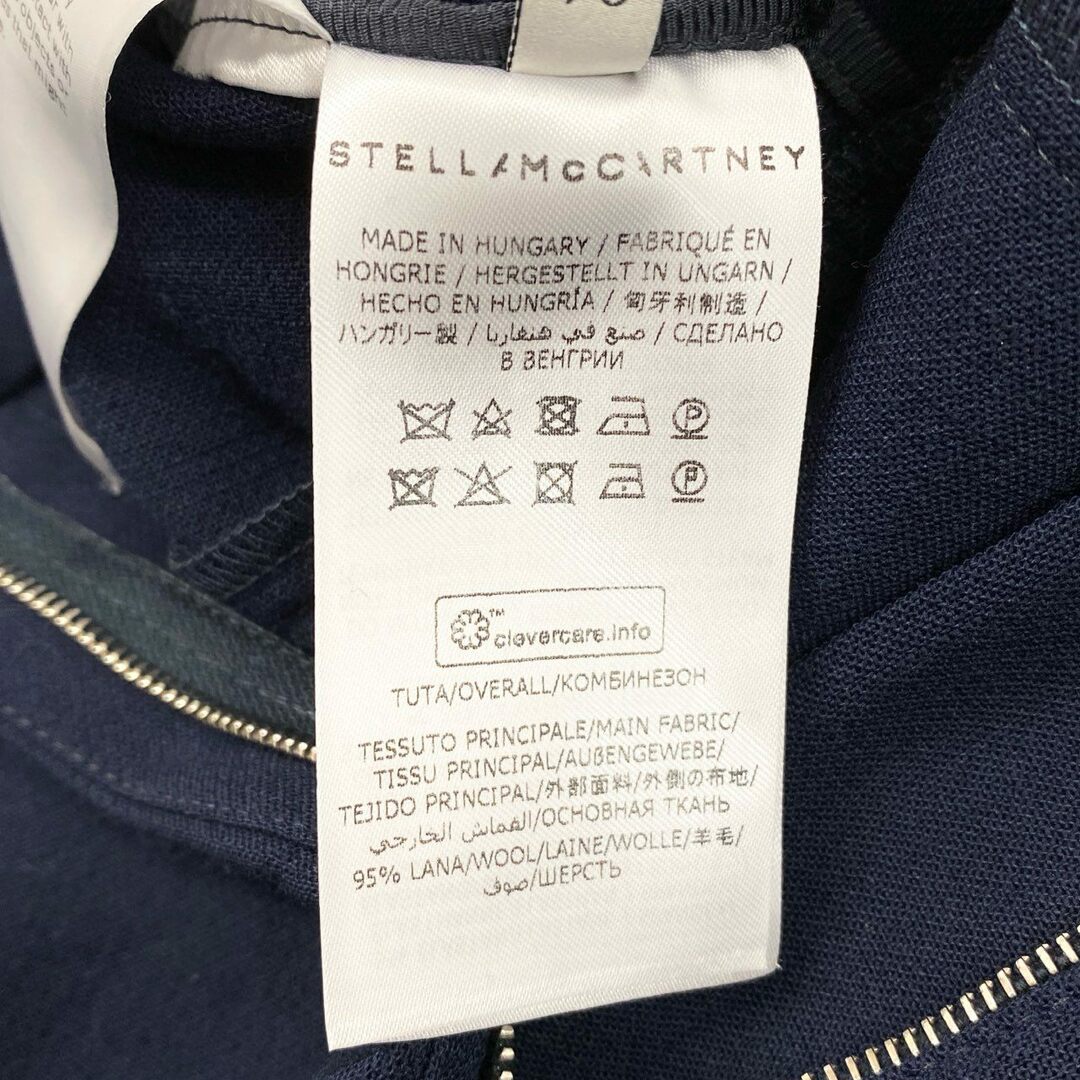 STELLA McCARTNEY
MADE IN HUNGARY / FABRIQUÉ EN
HONGRIE / HERGESTELLT IN UNGARN /
HECHO EN HUNGRÍA / 匈牙利制造 /
ハンガリー製 / صنع في هنغاريا / СДЕЛАНО
В ВЕНГРИИ
P
P
™
clevercare.info
TUTA/OVERALL/КОМБИНЕЗОН
TESSUTO PRINCIPALE/MAIN FABRIC/
TISSU PRINCIPAL/AUßENGEWEBE/
TEJIDO PRINCIPAL/外部面料/外側の布地/
القماش الخارجي/ОСНОВНАЯ ТКАНЬ
95% LANA/WOOL/LAINE/WOLLE/羊毛/
صوف/ШЕРСТЬ